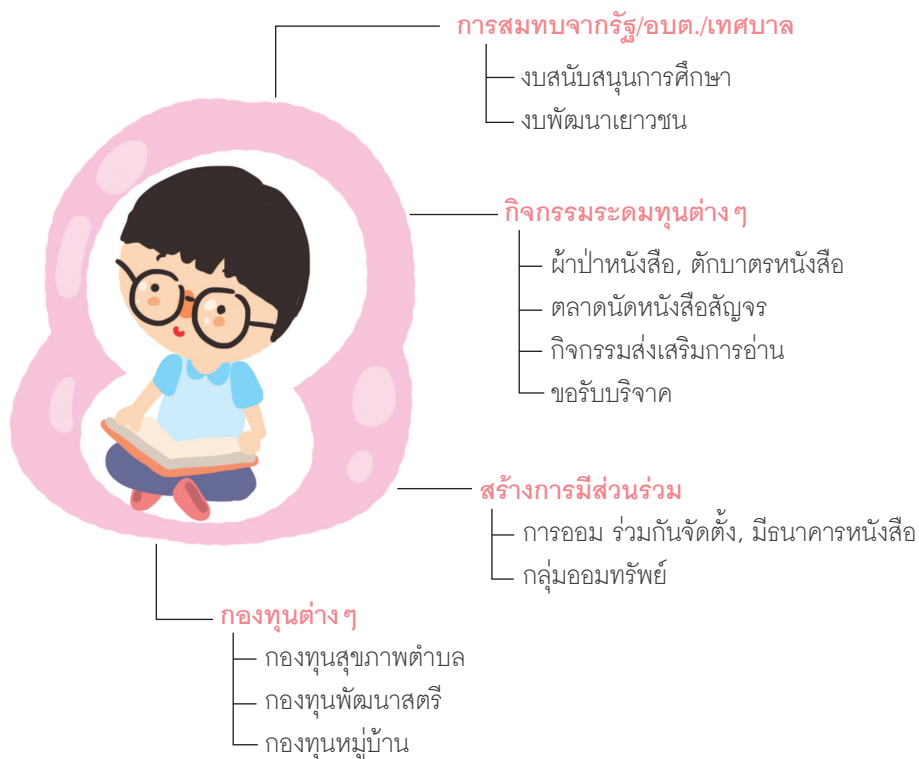 การสมทบจากรัฐ/อบต./เทศบาล
งบสนับสนุนการศึกษา
งบพัฒนาเยาวชน
กิจกรรมระดมทุนต่างๆ
ผ้าป่าหนังสือ, ตักบาตรหนังสือ
ตลาดนัดหนังสือสัญจร
กิจกรรมส่งเสริมการอ่าน
ขอรับบริจาค
สร้างการมีส่วนร่วม
การออม ร่วมกันจัดตั้ง, มีธนาคารหนังสือ
กลุ่มออมทรัพย์
กองทุนต่างๆ
กองทุนสุขภาพตำบล
กองทุนพัฒนาสตรี
กองทุนหมู่บ้าน